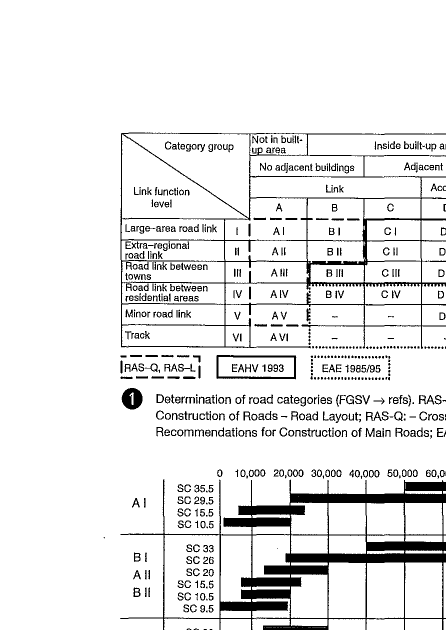 Category group
Not in built-
up area
Inside built-up a
No adjacent buildings
Adjacent
Link function
level
Link
Acc
A
B
C
D
Large-area road link I A I B I C I D
Extra-regional
road link II A II B II C II D
Road link between
towns III A III B III C III D
Road link between
residential areas IV A IV B IV C IV D
Minor road link V A V – – D
Track VI A VI – – –
RAS-Q, RAS-L
EAHV 1993
EAE 1985/95
1 Determination of road categories (FGSV → refs). RAS-
Construction of Roads – Road Layout; RAS-Q: – Cros
Recommendations for Construction of Main Roads; EA
0 10,000 20,000 30,000 40,000 50,000 60,0
A I
SC 35.5
SC 29.5
SC 15.5
SC 10.5
B I
A II
B II
SC 33
SC 26
SC 20
SC 15.5
SC 10.5
SC 9.5